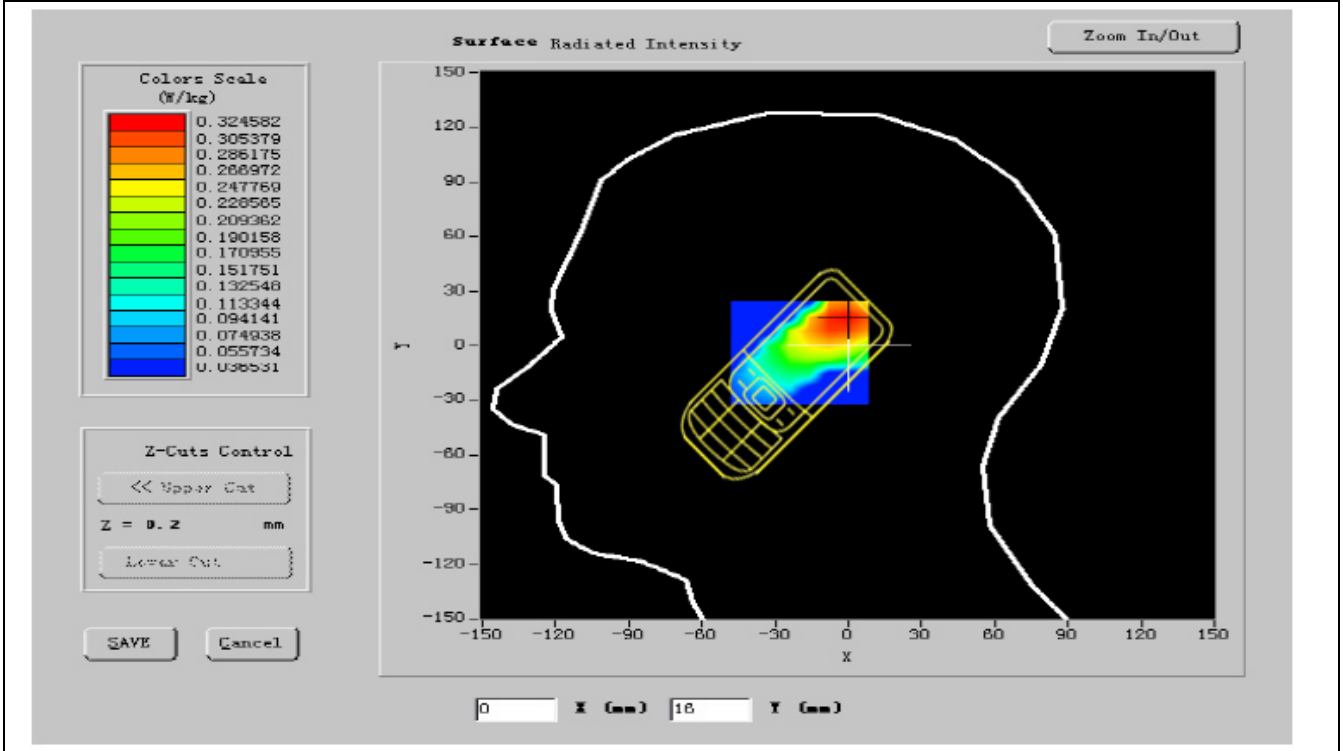 Surface Radiated Intensity
Zoom In/Out
Colors Scale
(W/kg)
0.324582
0.305379
0.286175
0.266972
0.247769
0.228565
0.209362
0.190158
0.170955
0.151751
0.132548
0.113344
0.094141
0.074938
0.055734
0.036531
Z-Cuts Control
<< Upper Cut
Z = 0.2 mm
Lower Cut
SAVE
Cancel
150
120
90
60
30
0
-30
-60
-90
-120
-150
Y
-150 -120 -90 -60 -30 0 30 60 90 120 150
X
0 X (mm) 16 Y (mm)